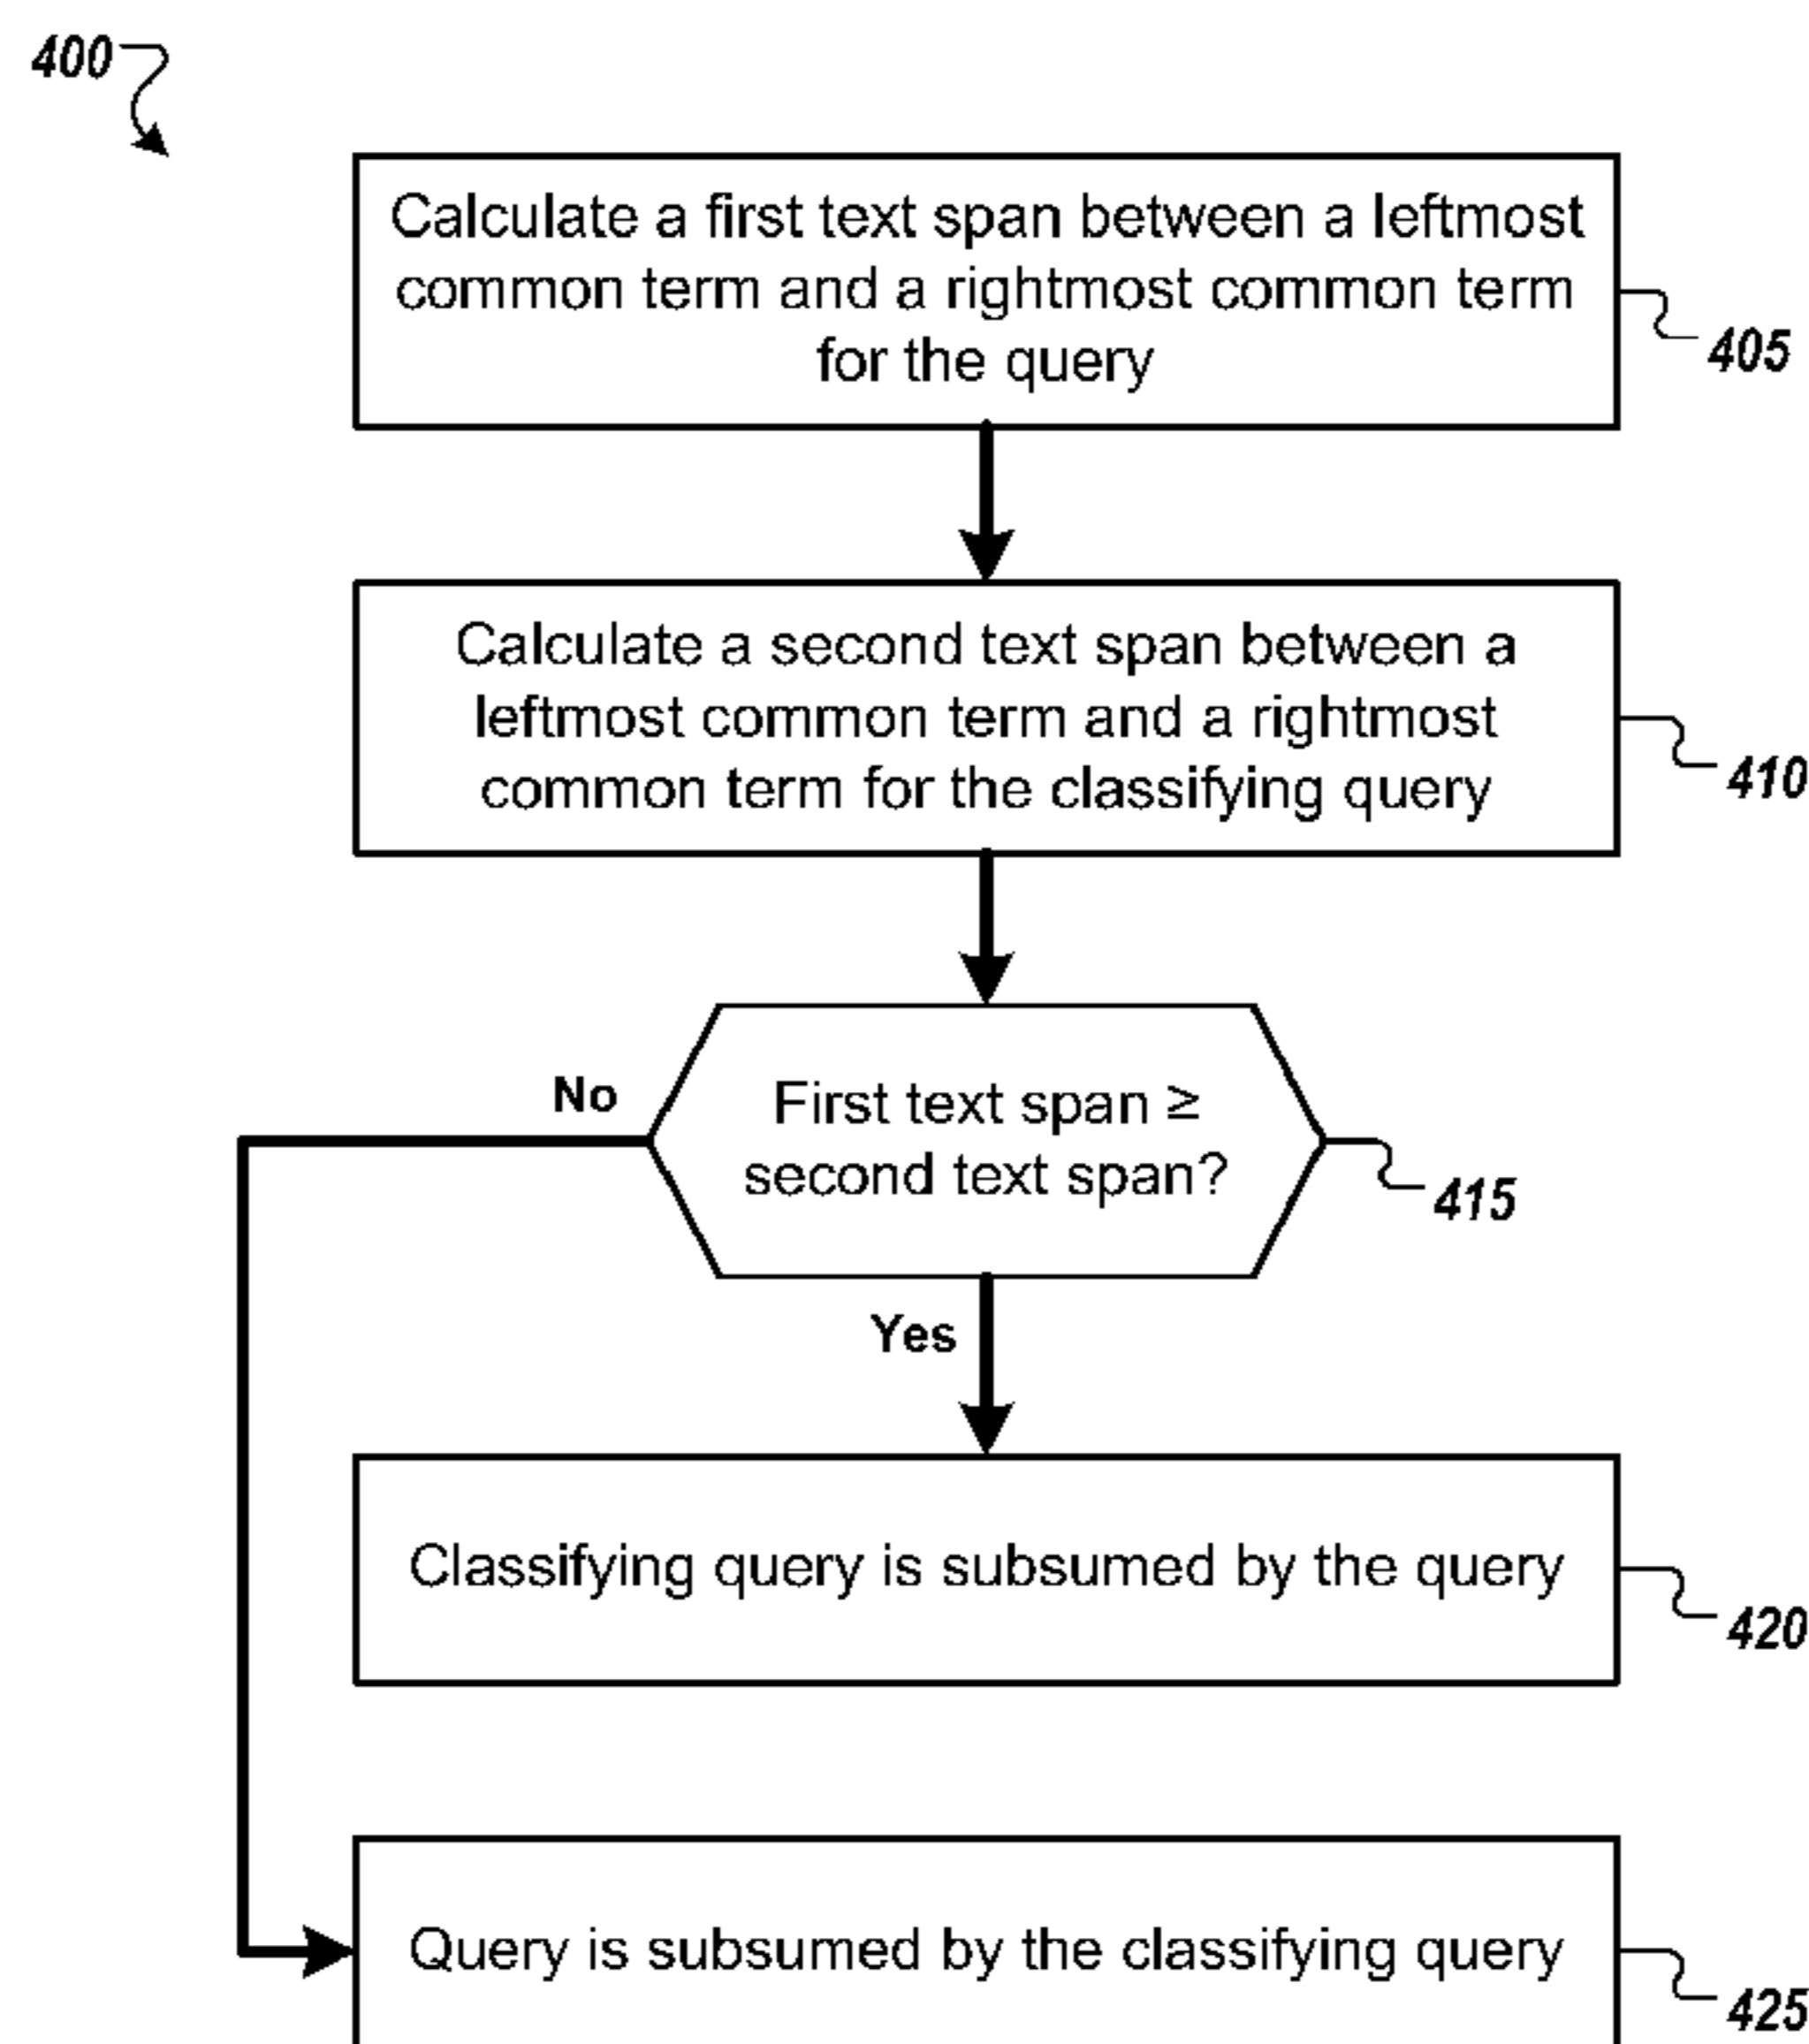 400
Calculate a first text span between a leftmost
common term and a rightmost common term
for the query
405
Calculate a second text span between a
leftmost common term and a rightmost
common term for the classifying query
410
No
First text span ≥
second text span?
415
Yes
Classifying query is subsumed by the query
420
Query is subsumed by the classifying query
425